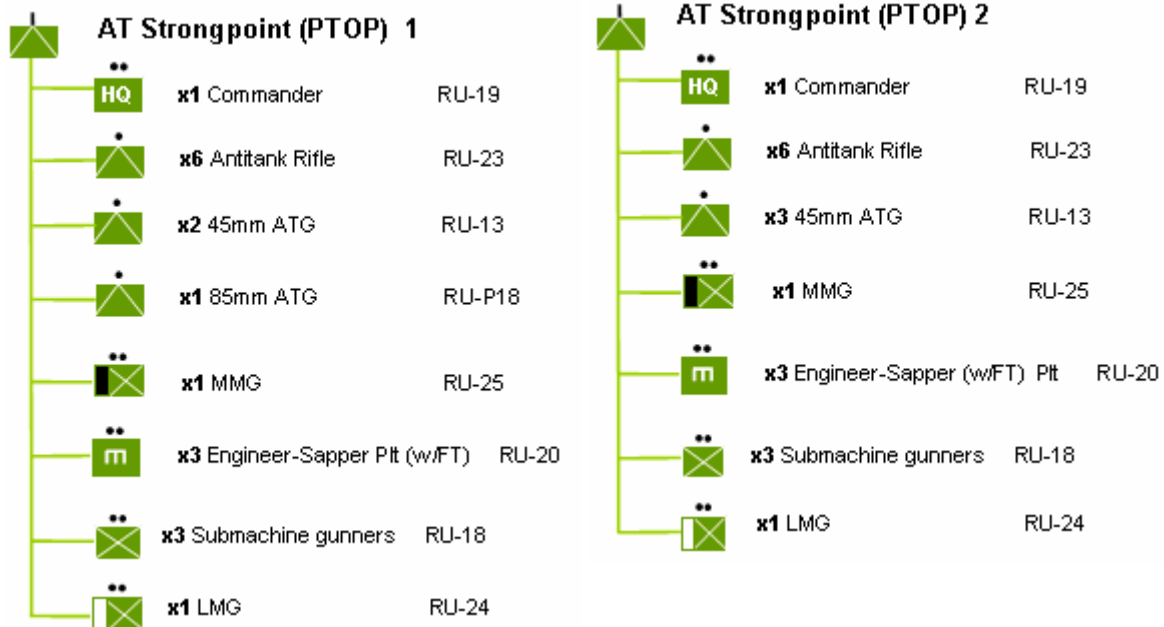 AT Strongpoint (PTOP) 1
HQ x1 Commander RU-19
x6 Antitank Rifle RU-23
x2 45mm ATG RU-13
x1 85mm ATG RU-P18
x1 MMG RU-25
x3 Engineer-Sapper Plt (w/FT) RU-20
x3 Submachine gunners RU-18
x1 LMG RU-24
AT Strongpoint (PTOP) 2
HQ x1 Commander RU-19
x6 Antitank Rifle RU-23
x3 45mm ATG RU-13
x1 MMG RU-25
x3 Engineer-Sapper (w/FT) Plt RU-20
x3 Submachine gunners RU-18
x1 LMG RU-24